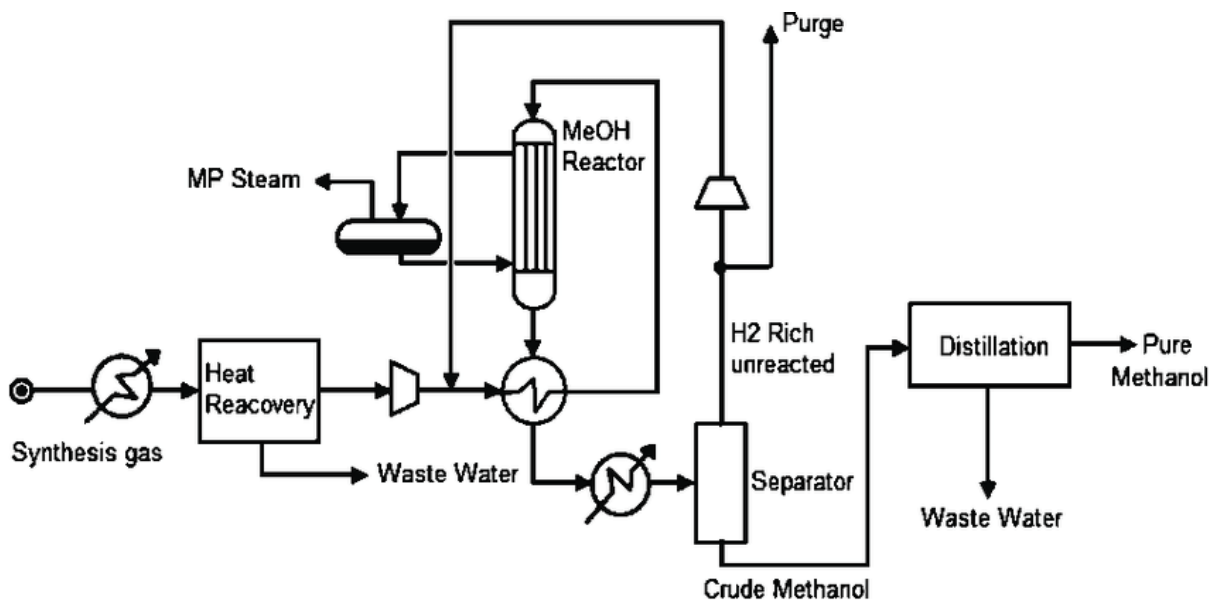 Purge
MeOH
Reactor
MP Steam
H2 Rich
unreacted
Distillation
Pure
Methanol
Heat
Reacovery
Synthesis gas
Waste Water
Separator
Waste Water
Crude Methanol